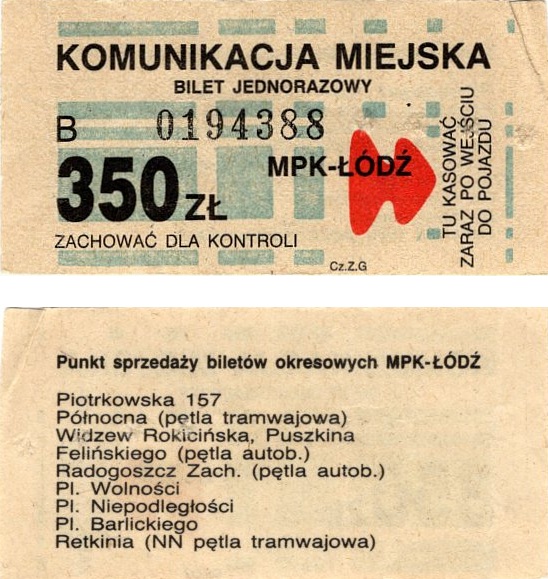 KOMUNIKACJA MIEJSKA
BILET JEDNORAZOWY
B 0194388
350 ZŁ
MPK-ŁÓDŹ
ZACHOWAĆ DLA KONTROLI
Cz.Z.G
TU KASOWAĆ
ZARAZ PO WEJŚCIU
DO POJAZDU
Punkt sprzedaży biletów okresowych MPK-ŁÓDŹ
Piotrkowska 157
Północna (pętla tramwajowa)
Widzew Rokicińska, Puszkina
Felińskiego (pętla autob.)
Radogoszcz Zach. (pętla autob.)
Pl. Wolności
Pl. Niepodległości
Pl. Barlickiego
Retkinia (NN pętla tramwajowa)